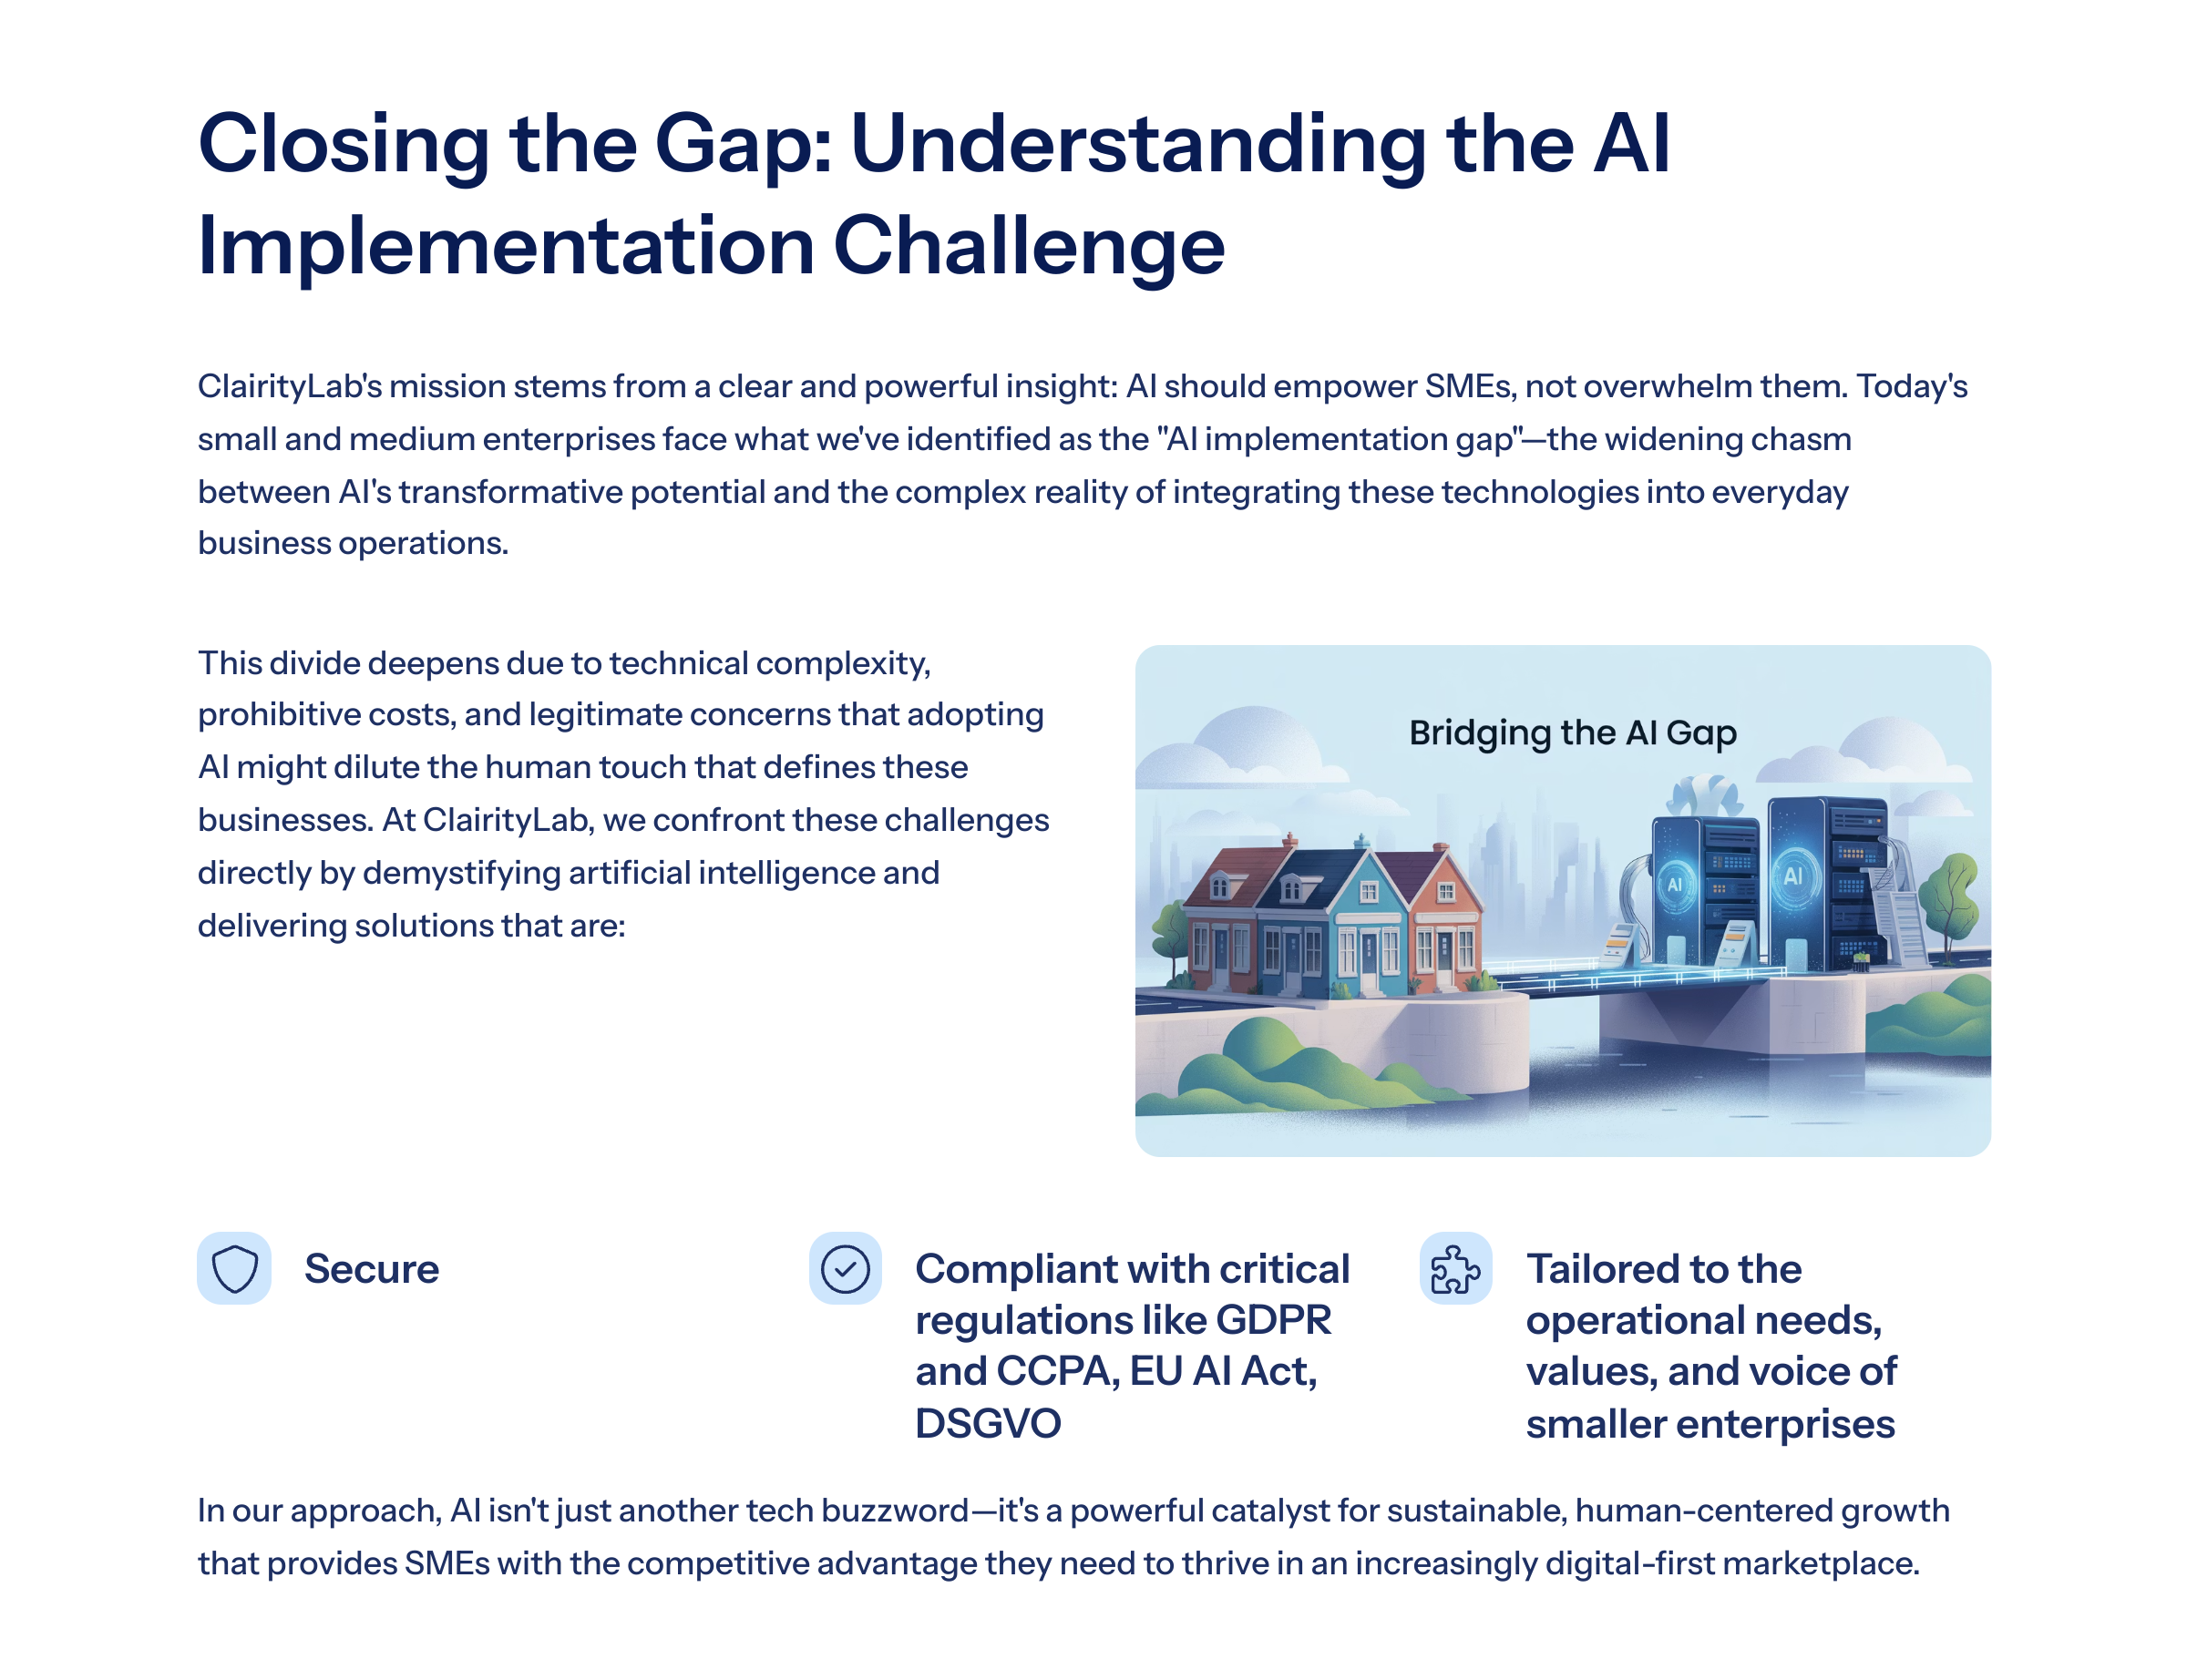 Closing the Gap: Understanding the AI
Implementation Challenge
ClairityLab's mission stems from a clear and powerful insight: AI should empower SMEs, not overwhelm them. Today's
small and medium enterprises face what we've identified as the "AI implementation gap"—the widening chasm
between AI's transformative potential and the complex reality of integrating these technologies into everyday
business operations.
This divide deepens due to technical complexity,
prohibitive costs, and legitimate concerns that adopting
AI might dilute the human touch that defines these
businesses. At ClairityLab, we confront these challenges
directly by demystifying artificial intelligence and
delivering solutions that are:
Bridging the AI Gap
AI
AI
Secure
Compliant with critical
regulations like GDPR
and CCPA, EU AI Act,
DSGVO
Tailored to the
operational needs,
values, and voice of
smaller enterprises
In our approach, AI isn't just another tech buzzword—it's a powerful catalyst for sustainable, human-centered growth
that provides SMEs with the competitive advantage they need to thrive in an increasingly digital-first marketplace.